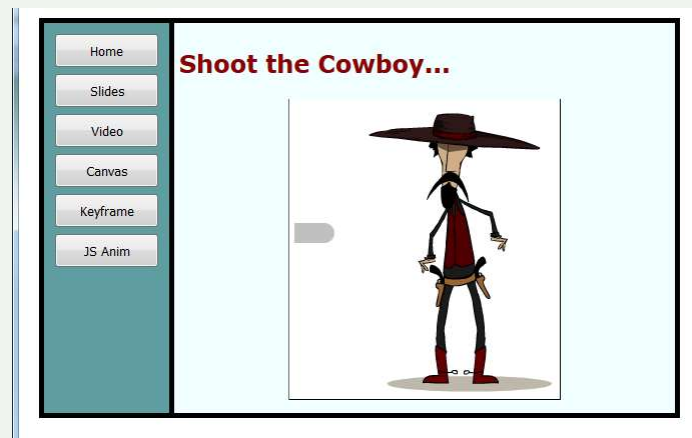 Home
Slides
Video
Canvas
Keyframe
JS Anim
Shoot the Cowboy...